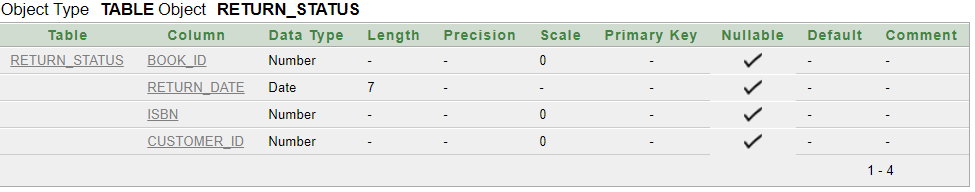 Object Type TABLE Object RETURN_STATUS
Table Column Data Type Length Precision Scale Primary Key Nullable Default Comment
RETURN_STATUS BOOK_ID Number - - 0 - ✓ - -
RETURN_DATE Date 7 - - - ✓ - -
ISBN Number - - 0 - ✓ - -
CUSTOMER_ID Number - - 0 - ✓ - -
1 - 4